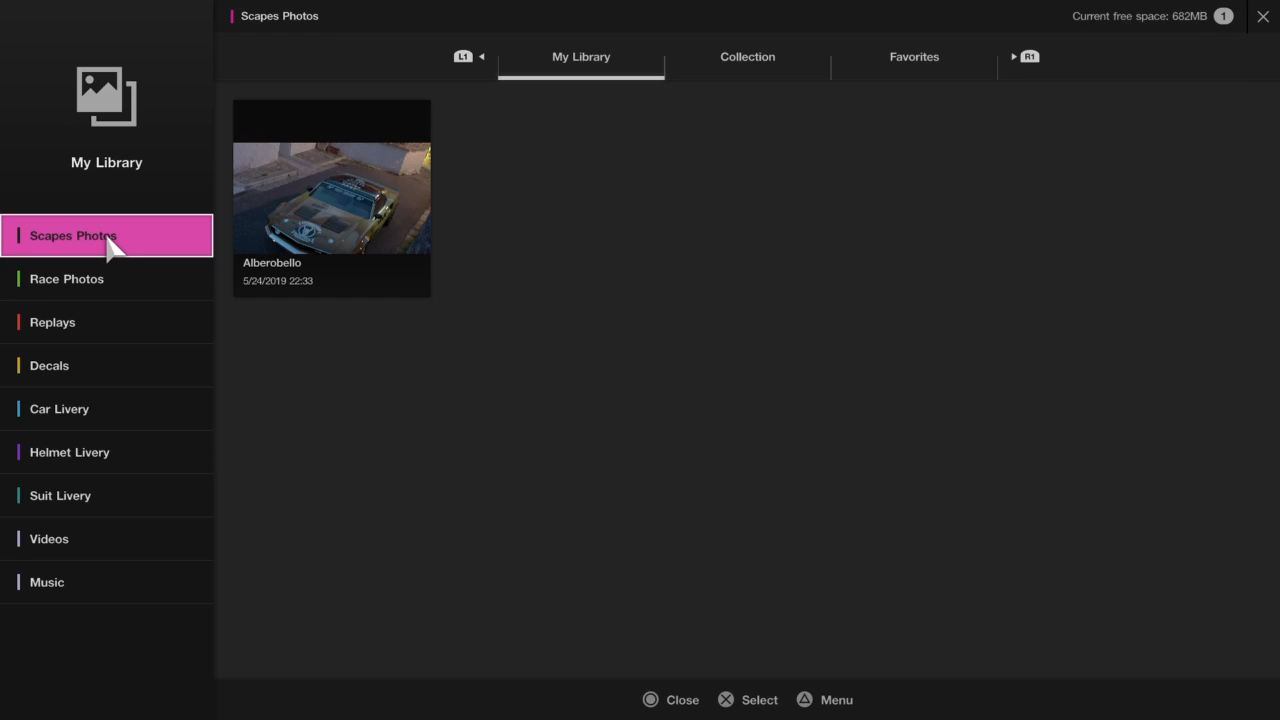 Scapes Photos
Current free space: 682MB 1
L1 My Library Collection Favorites R1
My Library
Scapes Photos
Race Photos
Replays
Decals
Car Livery
Helmet Livery
Suit Livery
Videos
Music
Alberobello
5/24/2019 22:33
Close Select Menu